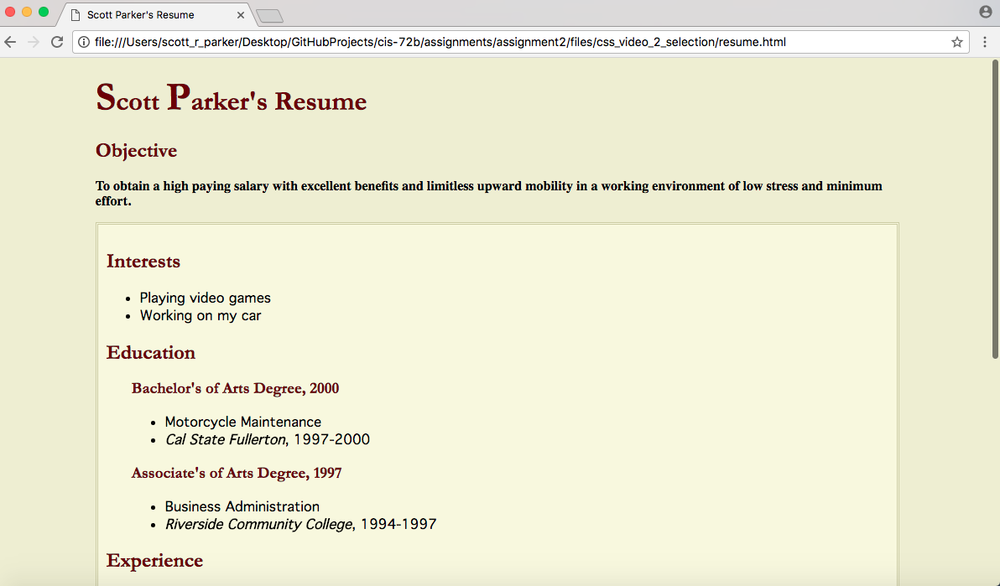 Scott Parker's Resume
file:///Users/scott_r_parker/Desktop/GitHubProjects/cis-72b/assignments/assignment2/files/css_video_2_selection/resume.html
Scott Parker's Resume
Objective
To obtain a high paying salary with excellent benefits and limitless upward mobility in a working environment of low stress and minimum
effort.
Interests
• Playing video games
• Working on my car
Education
Bachelor's of Arts Degree, 2000
• Motorcycle Maintenance
• Cal State Fullerton, 1997-2000
Associate's of Arts Degree, 1997
• Business Administration
• Riverside Community College, 1994-1997
Experience